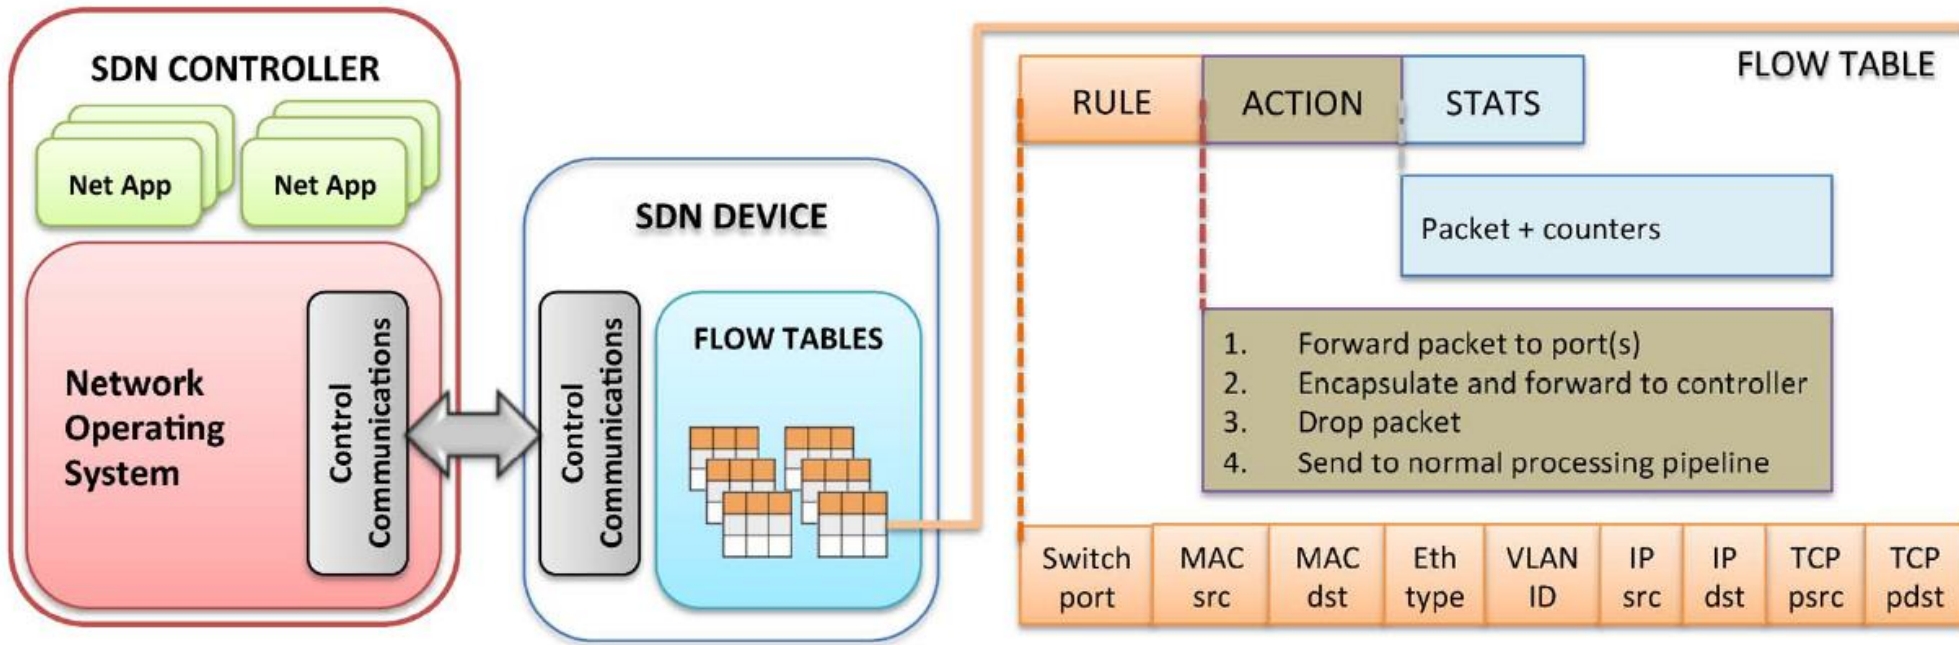 SDN CONTROLLER
Net App
Net App
Network
Operating
System
Control
Communications
SDN DEVICE
Control
Communications
FLOW TABLES
FLOW TABLE
RULE
ACTION
STATS
Packet + counters
1. Forward packet to port(s)
2. Encapsulate and forward to controller
3. Drop packet
4. Send to normal processing pipeline
Switch
port
MAC
src
MAC
dst
Eth
type
VLAN
ID
IP
src
IP
dst
TCP
psrc
TCP
pdst